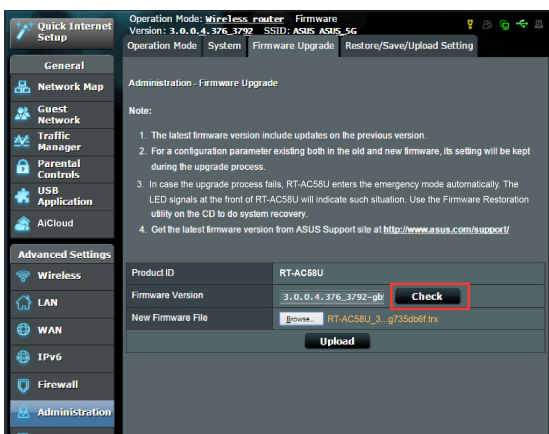 Quick Internet
Setup
General
Network Map
Guest
Network
Traffic
Manager
Parental
Controls
USB
Application
AiCloud
Advanced Settings
Wireless
LAN
WAN
IPv6
Firewall
Administration
Operation Mode: Wireless router Firmware
Version: 3.0.0.4.376_3792 SSID: ASUS ASUS_5G
Operation Mode System Firmware Upgrade Restore/Save/Upload Setting
Administration - Firmware Upgrade
Note:
1. The latest firmware version include updates on the previous version.
2. For a configuration parameter existing both in the old and new firmware, its setting will be kept
during the upgrade process.
3. In case the upgrade process fails, RT-AC58U enters the emergency mode automatically. The
LED signals at the front of RT-AC58U will indicate such situation. Use the Firmware Restoration
utility on the CD to do system recovery.
4. Get the latest firmware version from ASUS Support site at http://www.asus.com/support/
Product ID RT-AC68U
Firmware Version 3.0.0.4.376_3792-gb Check
New Firmware File Browse... RT-AC58U_3...g735db6f.trx
Upload